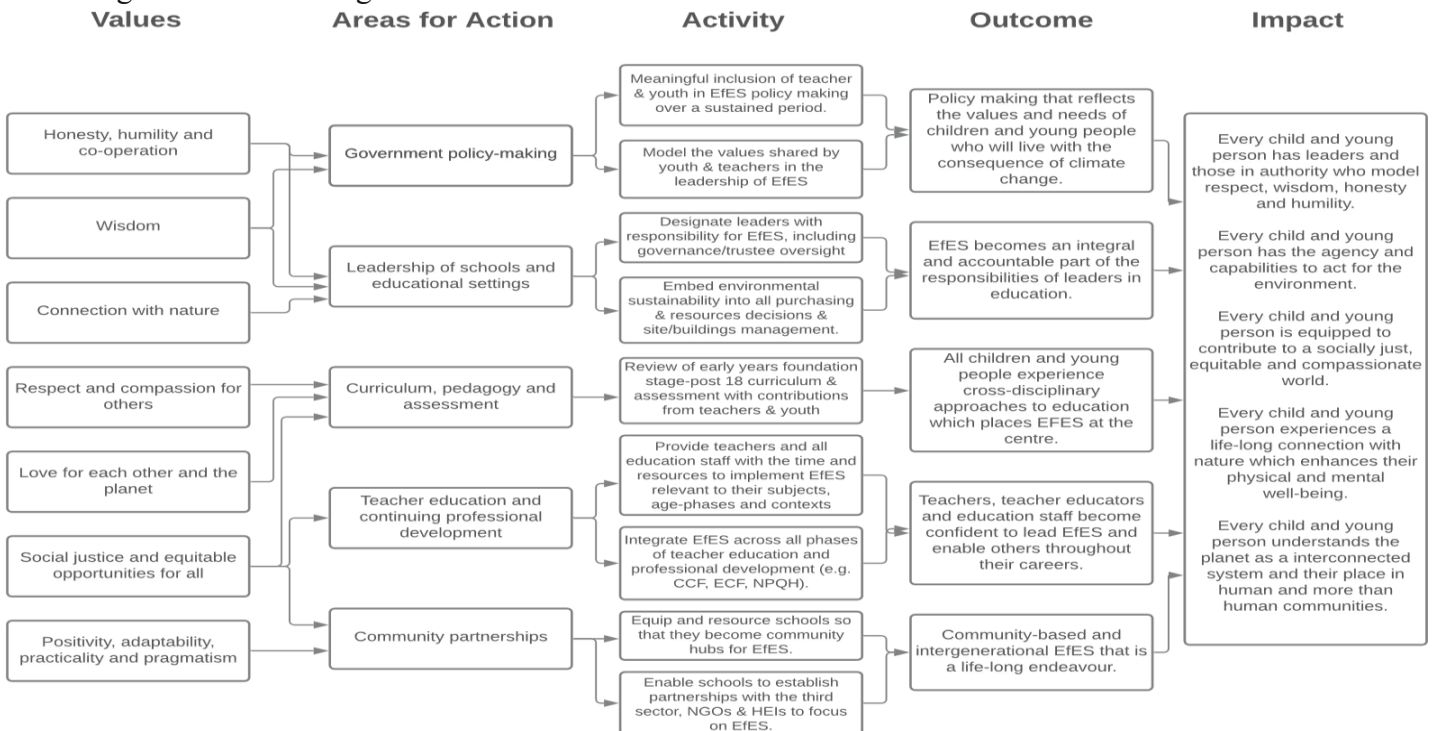 Values
Areas for Action
Activity
Outcome
Impact
Honesty, humility and
co-operation
Wisdom
Connection with nature
Respect and compassion for
others
Love for each other and the
planet
Social justice and equitable
opportunities for all
Positivity, adaptability,
practicality and pragmatism
Government policy-making
Leadership of schools and
educational settings
Curriculum, pedagogy and
assessment
Teacher education and
continuing professional
development
Community partnerships
Meaningful inclusion of teacher
& youth in EfES policy making
over a sustained period.
Model the values shared by
youth & teachers in the
leadership of EfES
Designate leaders with
responsibility for EfES, including
governance/trustee oversight
Embed environmental
sustainability into all purchasing
& resources decisions &
site/buildings management.
Review of early years foundation
stage-post 18 curriculum &
assessment with contributions
from teachers & youth
Provide teachers and all
education staff with the time and
resources to implement EfES
relevant to their subjects,
age-phases and contexts
Integrate EfES across all phases
of teacher education and
professional development (e.g.
CCF, ECF, NPQH).
Equip and resource schools so
that they become community
hubs for EfES.
Enable schools to establish
partnerships with the third
sector, NGOs & HEIs to focus
on EfES.
Policy making that reflects
the values and needs of
children and young people
who will live with the
consequence of climate
change.
EfES becomes an integral
and accountable part of the
responsibilities of leaders in
education.
All children and young
people experience
cross-disciplinary
approaches to education
which places EFES at the
centre.
Teachers, teacher educators
and education staff become
confident to lead EfES and
enable others throughout
their careers.
Community-based and
intergenerational EfES that is
a life-long endeavour.
Every child and young
person has leaders and
those in authority who model
respect, wisdom, honesty
and humility.
Every child and young
person has the agency and
capabilities to act for the
environment.
Every child and young
person is equipped to
contribute to a socially just,
equitable and compassionate
world.
Every child and young
person experiences a
life-long connection with
nature which enhances their
physical and mental
well-being.
Every child and young
person understands the
planet as a interconnected
system and their place in
human and more than
human communities.